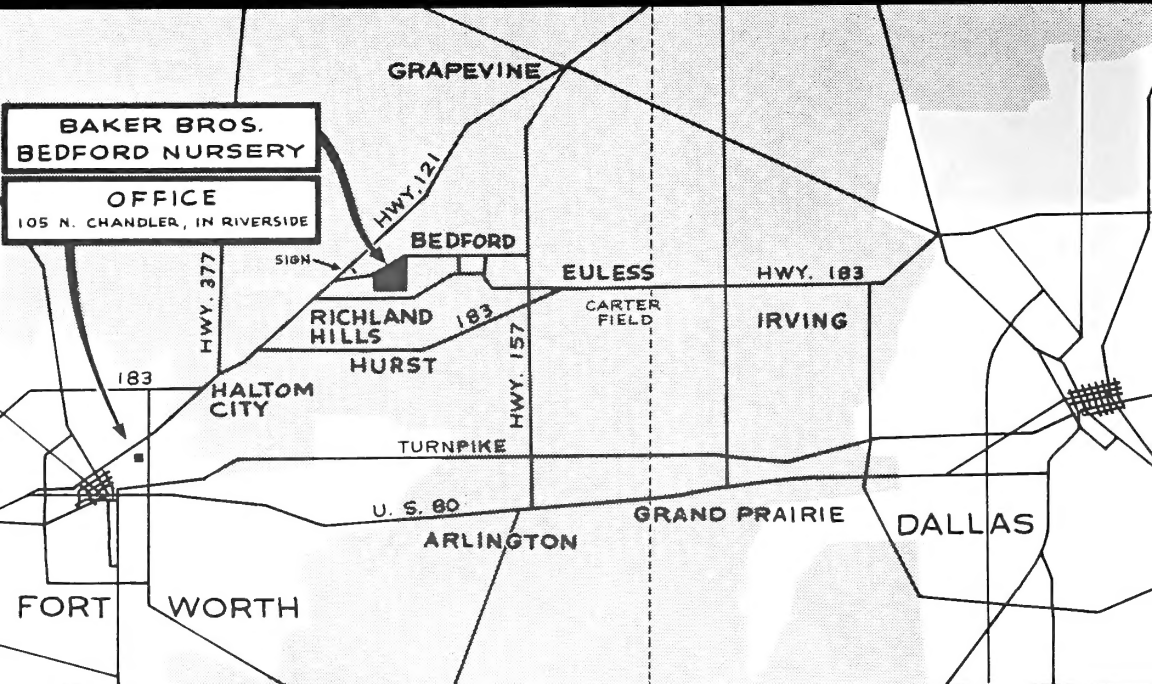 GRAPEVINE
BAKER BROS.
BEDFORD NURSERY
OFFICE
105 N. CHANDLER, IN RIVERSIDE
HWY. 121
BEDFORD
SIGN
HWY. 377
EULESS
HWY. 183
CARTER
FIELD
IRVING
RICHLAND
HILLS
183
HURST
HWY. 157
183
HALTOM
CITY
TURNPIKE
U. S. 80
GRAND PRAIRIE
DALLAS
ARLINGTON
FORT WORTH